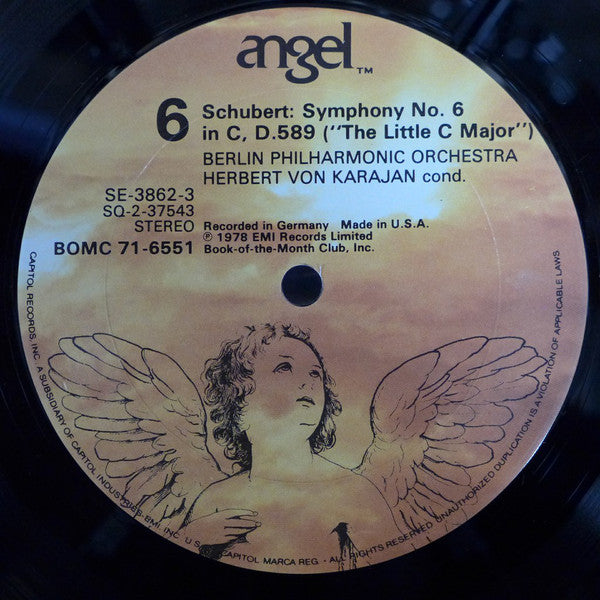 angel™
6
Schubert: Symphony No. 6
in C, D.589 (''The Little C Major'')
BERLIN PHILHARMONIC ORCHESTRA
HERBERT VON KARAJAN cond.
SE-3862-3
SQ-2-37543
STEREO
BOMC 71-6551
Recorded in Germany Made in U.S.A.
℗ 1978 EMI Records Limited
Book-of-the-Month Club, Inc.
CAPITOL RECORDS, INC. A SUBSIDIARY OF CAPITOL INDUSTRIES-EMI, INC. U.S. CAPITOL MARCA REG. · ALL RIGHTS RESERVED UNAUTHORIZED DUPLICATION IS A VIOLATION OF APPLICABLE LAWS